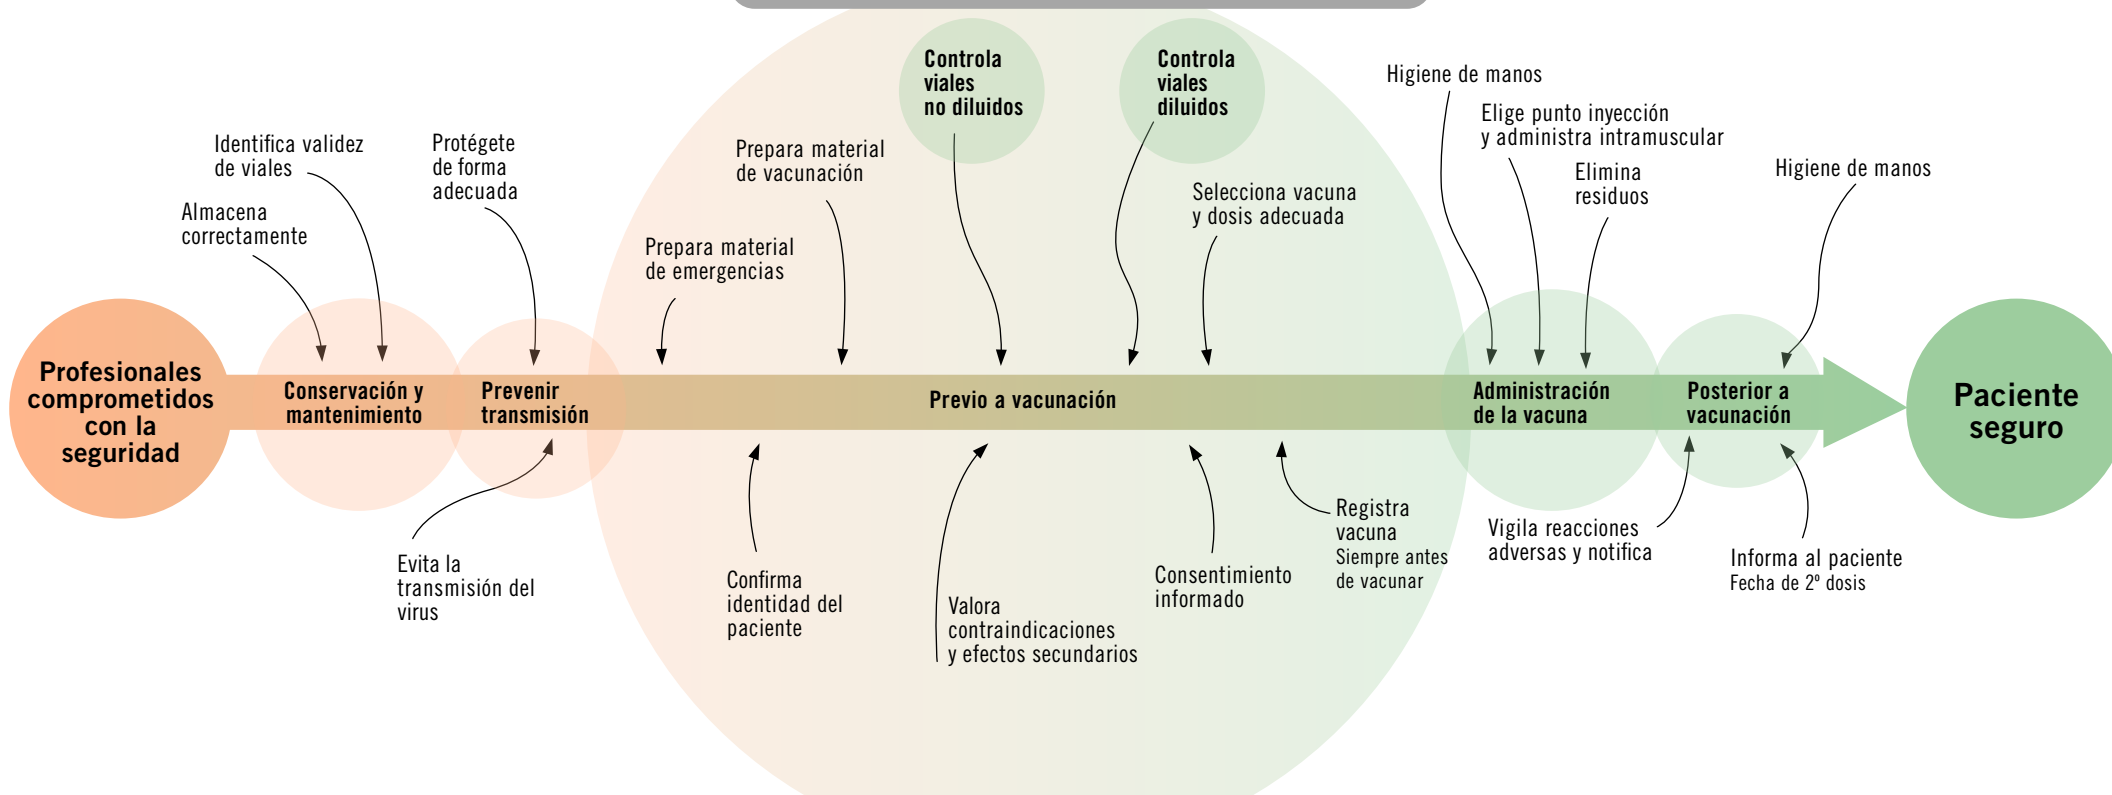 Controla
viales
no diluidos
Controla
viales
diluidos
Higiene de manos
Elige punto inyección
y administra intramuscular
Identifica validez
de viales
Protégete
de forma
adecuada
Prepara material
de vacunación
Selecciona vacuna
y dosis adecuada
Elimina
residuos
Higiene de manos
Almacena
correctamente
Prepara material
de emergencias
Profesionales
comprometidos
con la
seguridad
Conservación y
mantenimiento
Prevenir
transmisión
Previo a vacunación
Administración
de la vacuna
Posterior a
vacunación
Paciente
seguro
Evita la
transmisión del
virus
Confirma
identidad del
paciente
Valora
contraindicaciones
y efectos secundarios
Consentimiento
informado
Registra
vacuna
Siempre antes
de vacunar
Vigila reacciones
adversas y notifica
Informa al paciente
Fecha de 2º dosis